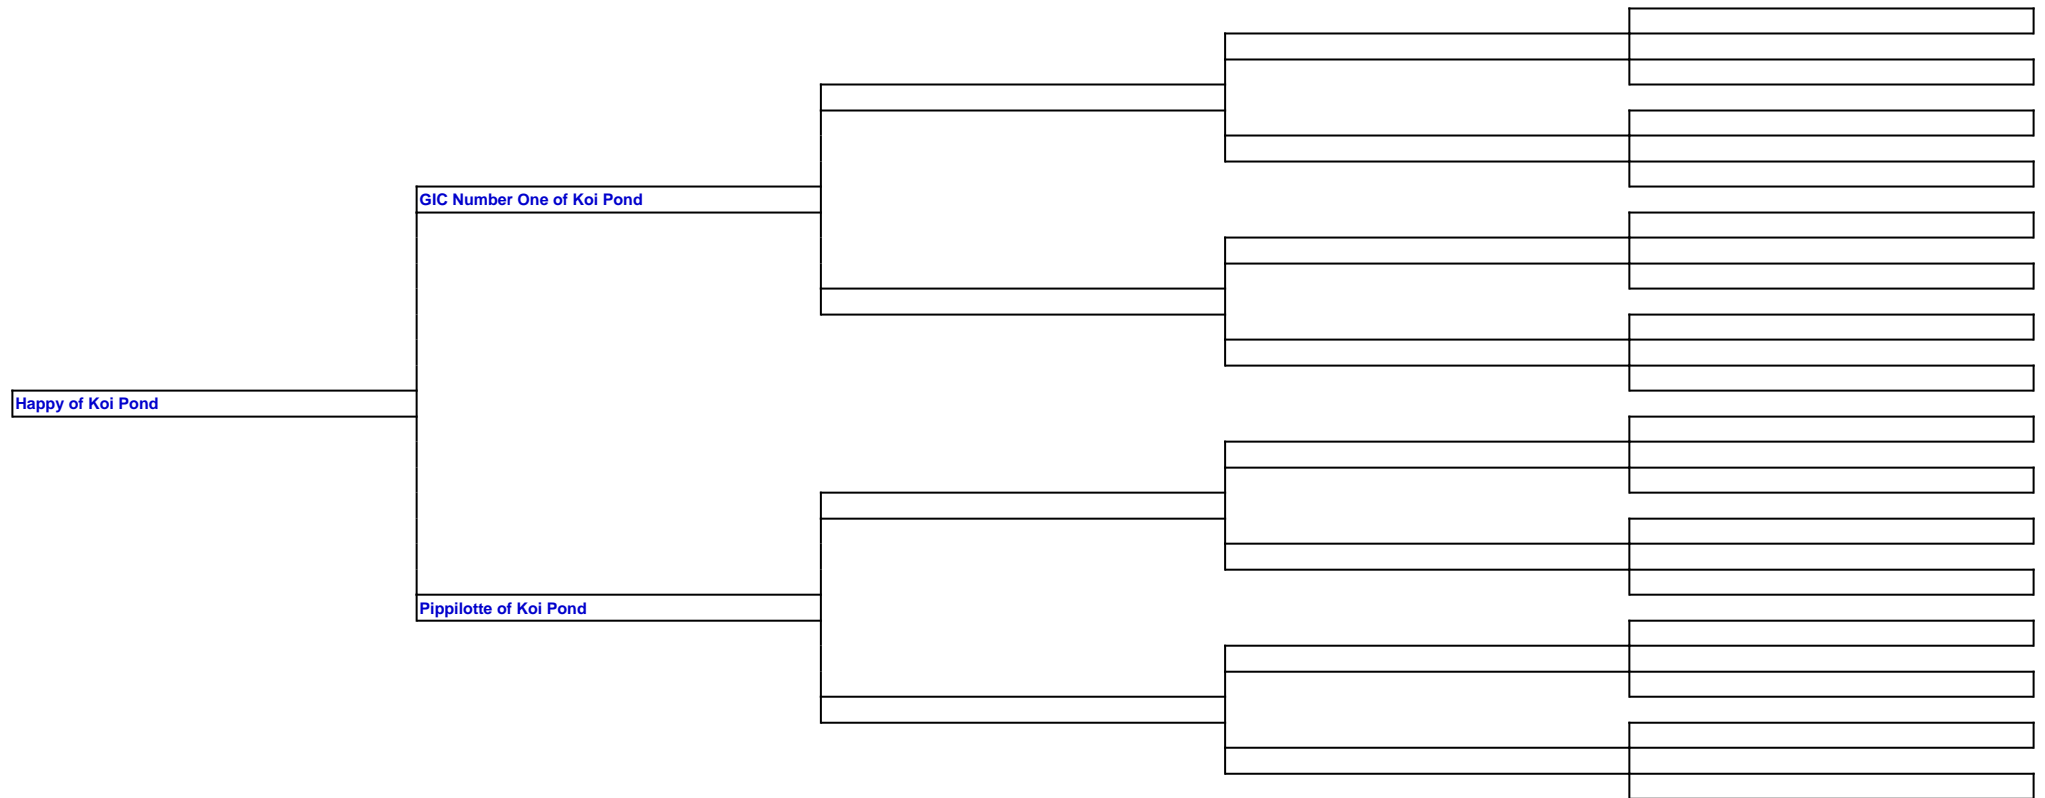 GIC Number One of Koi Pond
Happy of Koi Pond
Pippilotte of Koi Pond